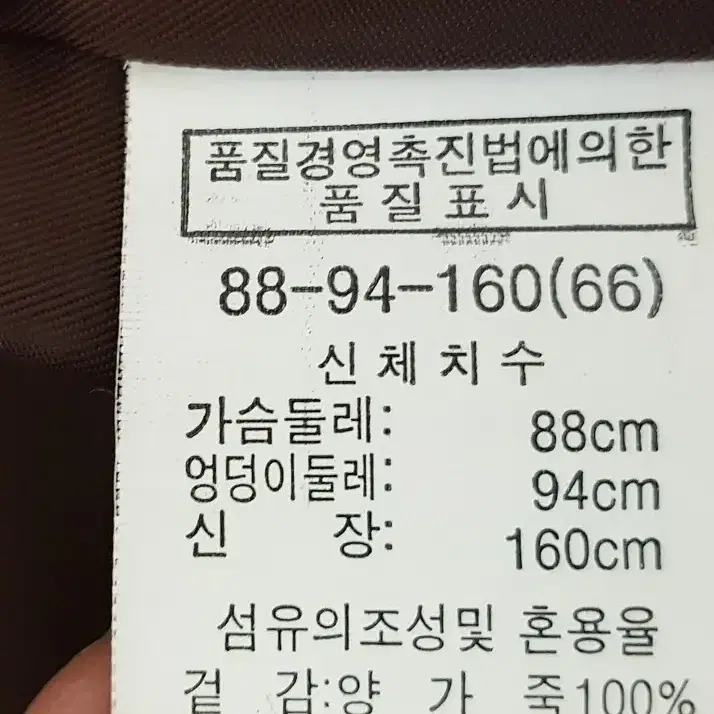 품질경영촉진법에의한
품 질 표 시
88-94-160(66)
신 체 치 수
가슴둘레: 88cm
엉덩이둘레: 94cm
신 장: 160cm
섬유의조성및 혼용율
겉 감:양 가 죽100%